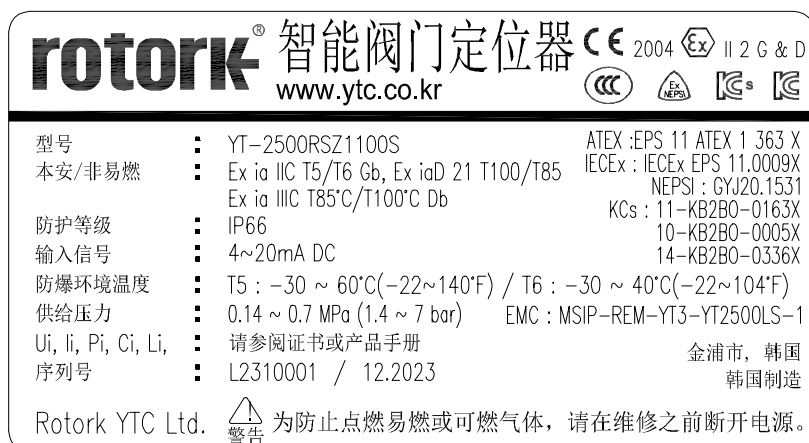 rotork® 智能阀门定位器 CE 2004 Ex II 2 G & D
www.ytc.co.kr CCC Ex NEPSI KCs KC
型号 : YT-2500RSZ1100S ATEX :EPS 11 ATEX 1 363 X
本安/非易燃 : Ex ia IIC T5/T6 Gb, Ex iaD 21 T100/T85 IECEx : IECEx EPS 11.0009X
Ex ia IIIC T85°C/T100°C Db NEPSI : GYJ20.1531
KCs : 11-KB2BO-0163X
防护等级 : IP66
10-KB2BO-0005X
输入信号 : 4~20mA DC 14-KB2BO-0336X
防爆环境温度 : T5 : -30 ~ 60°C(-22~140°F) / T6 : -30 ~ 40°C(-22~104°F)
供给压力 : 0.14 ~ 0.7 MPa (1.4 ~ 7 bar) EMC : MSIP-REM-YT3-YT2500LS-1
Ui, Ii, Pi, Ci, Li, : 请参阅证书或产品手册 金浦市, 韩国
序列号 : L2310001 / 12.2023 韩国制造
Rotork YTC Ltd. 警告 为防止点燃易燃或可燃气体，请在维修之前断开电源。